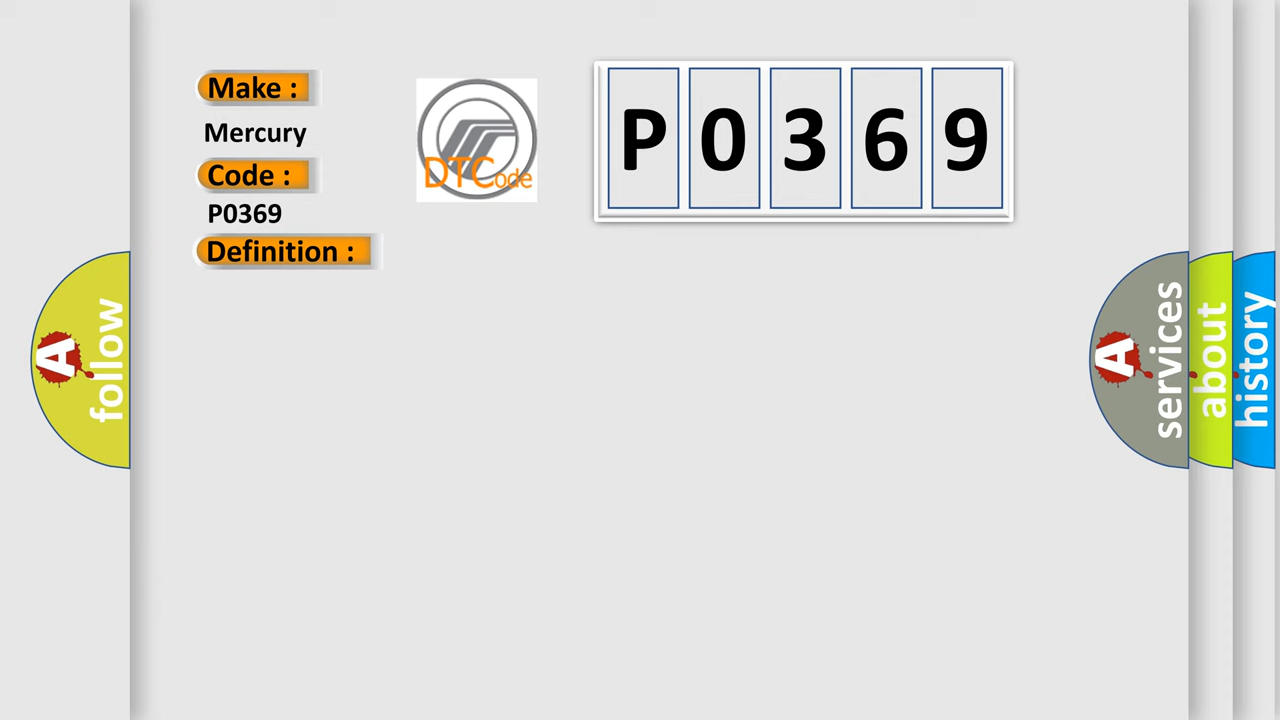 Make :
Mercury
Code :
P0369
Definition :
DTCode
P 0 3 6 9
A follow
A services
about
history